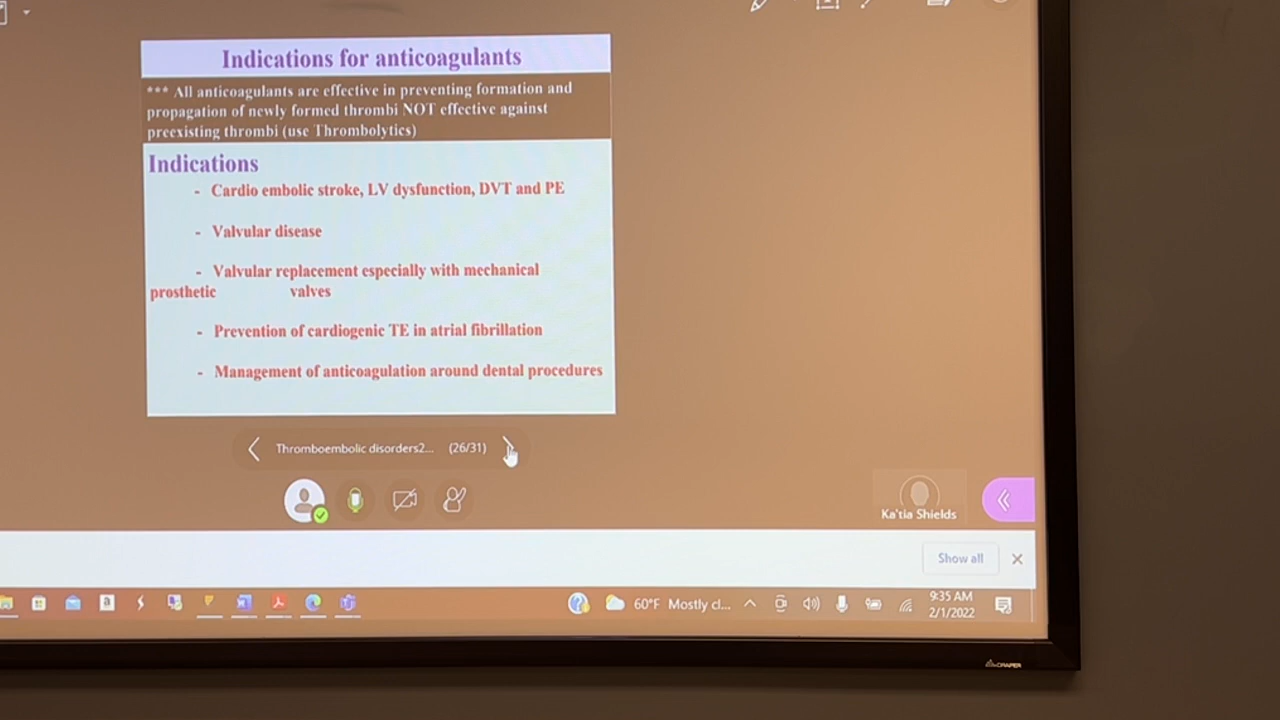 Indications for anticoagulants
*** All anticoagulants are effective in preventing formation and
propagation of newly formed thrombi NOT effective against
preexisting thrombi (use Thrombolytics)
Indications
- Cardio embolic stroke, LV dysfunction, DVT and PE
- Valvular disease
- Valvular replacement especially with mechanical
prosthetic valves
- Prevention of cardiogenic TE in atrial fibrillation
- Management of anticoagulation around dental procedures
Thromboembolic disorders2... (26/31)
Ka'tia Shields
Show all
60°F Mostly cl...
9:35 AM
2/1/2022
DRAPER